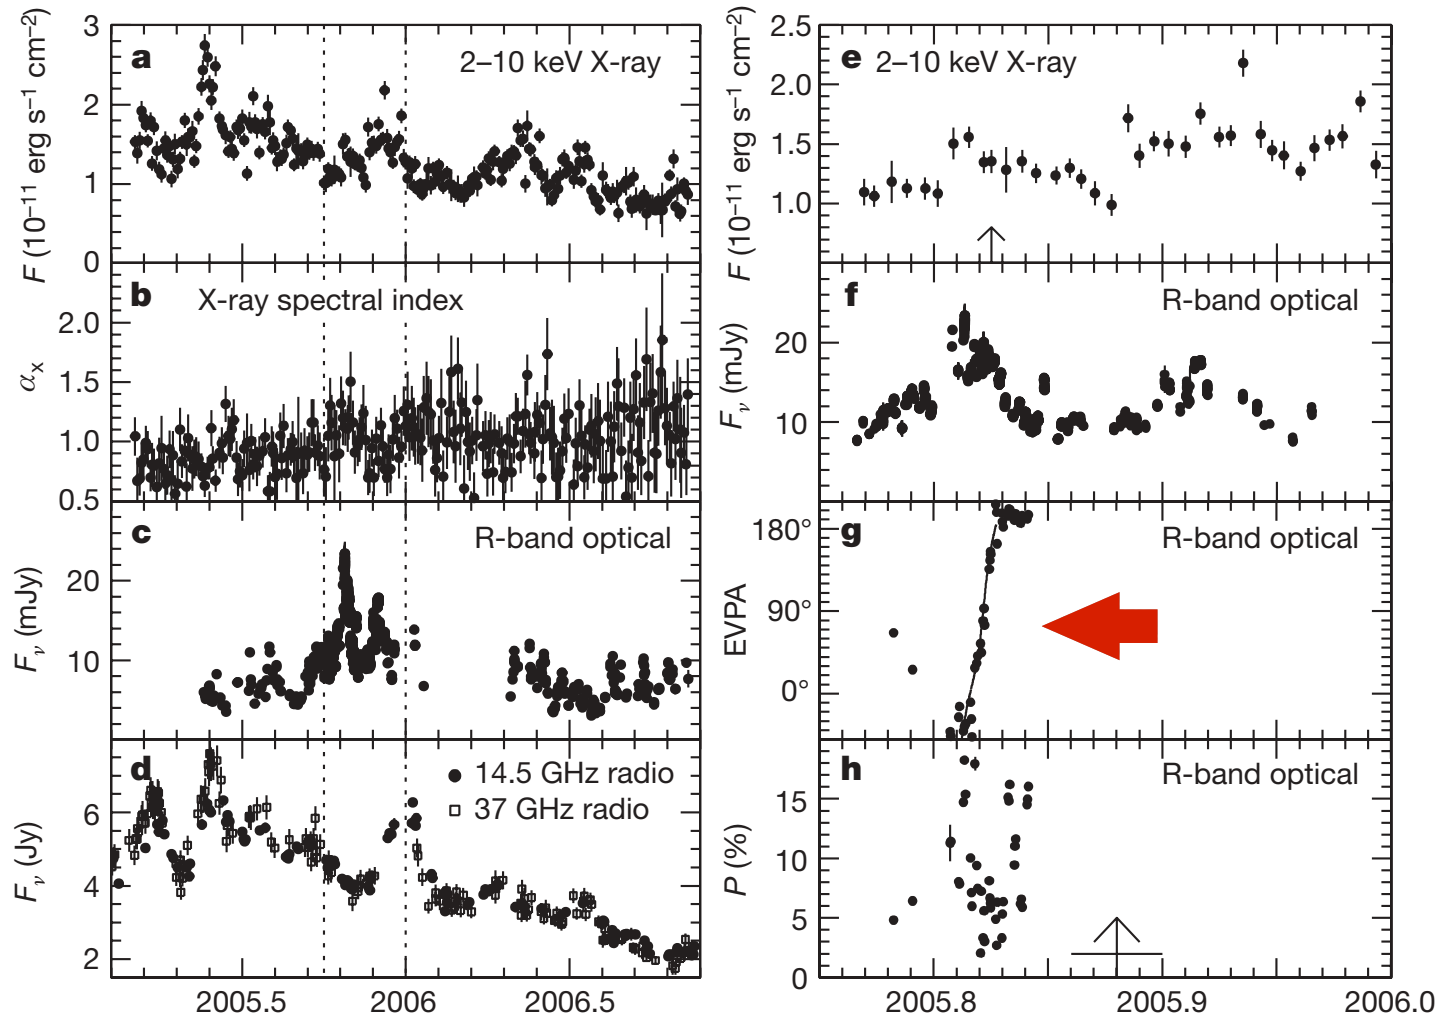 a
2–10 keV X-ray
F (10⁻¹¹ erg s⁻¹ cm⁻²)
3
2
1
0
b
X-ray spectral index
αx
2.0
1.5
1.0
0.5
c
R-band optical
Fν (mJy)
20
10
d
14.5 GHz radio
37 GHz radio
Fν (Jy)
6
4
2
2005.5
2006
2006.5
e
2–10 keV X-ray
F (10⁻¹¹ erg s⁻¹ cm⁻²)
2.5
2.0
1.5
1.0
f
R-band optical
Fν (mJy)
20
10
g
R-band optical
EVPA
180°
90°
0°
h
R-band optical
P (%)
15
10
5
0
2005.8
2005.9
2006.0